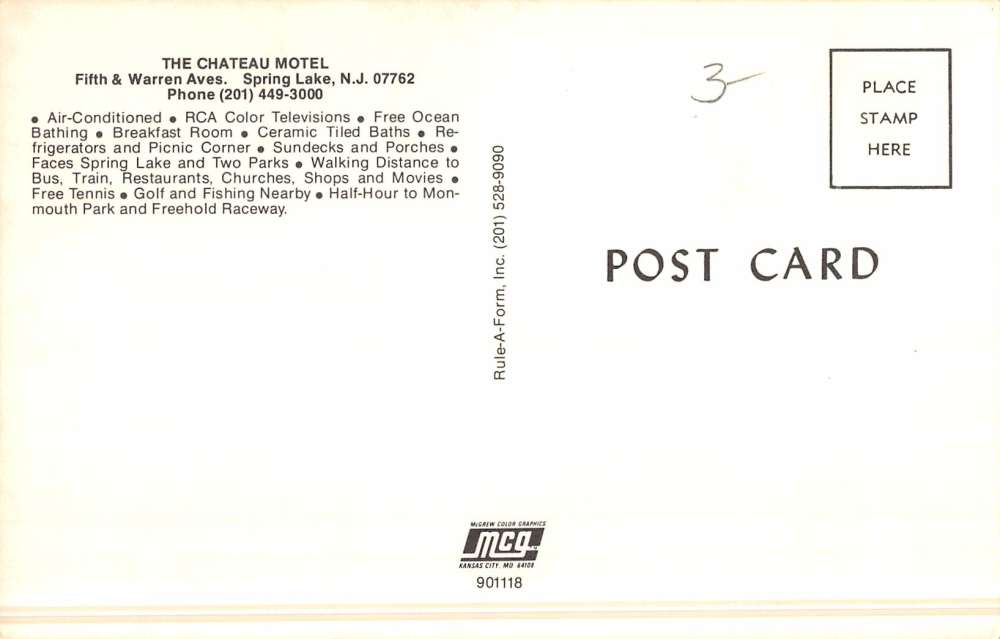 THE CHATEAU MOTEL
Fifth & Warren Aves. Spring Lake, N.J. 07762
Phone (201) 449-3000
• Air-Conditioned • RCA Color Televisions • Free Ocean
Bathing • Breakfast Room • Ceramic Tiled Baths • Re-
frigerators and Picnic Corner • Sundecks and Porches •
Faces Spring Lake and Two Parks • Walking Distance to
Bus, Train, Restaurants, Churches, Shops and Movies •
Free Tennis • Golf and Fishing Nearby • Half-Hour to Mon-
mouth Park and Freehold Raceway.
Rule-A-Form, Inc. (201) 528-9090
3-
PLACE
STAMP
HERE
POST CARD
McGREW COLOR GRAPHICS
mcg
KANSAS CITY, MO 64108
901118